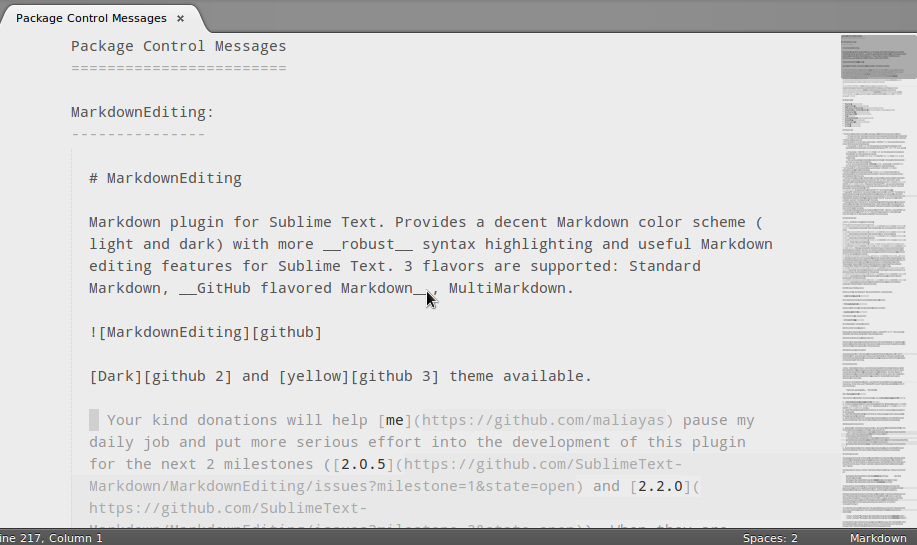 Package Control Messages ×
Package Control Messages
========================
MarkdownEditing:
---------------
# MarkdownEditing
Markdown plugin for Sublime Text. Provides a decent Markdown color scheme (
light and dark) with more __robust__ syntax highlighting and useful Markdown
editing features for Sublime Text. 3 flavors are supported: Standard
Markdown, __GitHub flavored Markdown__, MultiMarkdown.
![MarkdownEditing][github]
[Dark][github 2] and [yellow][github 3] theme available.
Your kind donations will help [me](https://github.com/maliayas) pause my
daily job and put more serious effort into the development of this plugin
for the next 2 milestones ([2.0.5](https://github.com/SublimeText-
Markdown/MarkdownEditing/issues?milestone=1&state=open) and [2.2.0](
https://github.com/SublimeText-
ine 217, Column 1
Spaces: 2
Markdown